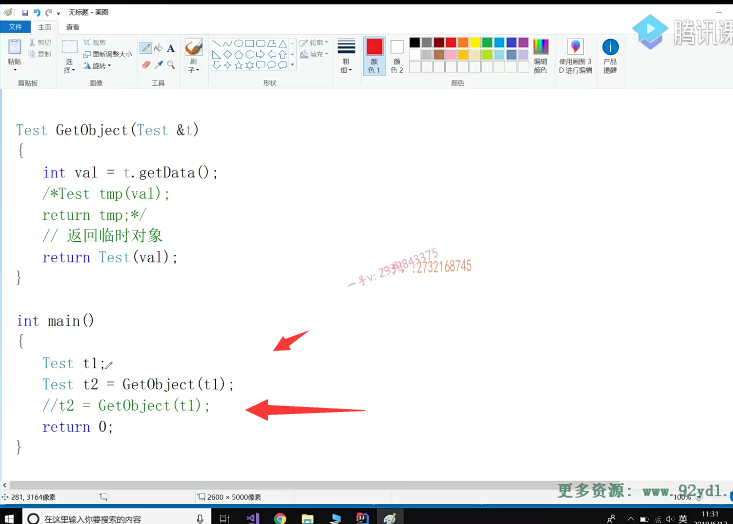 无标题 - 画图
文件 主页 查看
剪切
复制
粘贴
剪贴板
裁剪
重新调整大小
旋转
选择
图像
A
工具
刷子
轮廓
填充
形状
粗细
颜色 1
颜色 2
颜色
编辑颜色
使用画图 3D 进行编辑
产品提醒
腾讯课
Test GetObject(Test &t)
{
int val = t.getData();
/*Test tmp(val);
return tmp;*/
// 返回临时对象
return Test(val);
}
一手v:
:2732168745
int main()
{
Test t1;
Test t2 = GetObject(t1);
//t2 = GetObject(t1);
return 0;
}
更多资源: www.92ydl.
281, 3164像素
2600 × 5000像素
100%
在这里输入你要搜索的内容
英
11:31